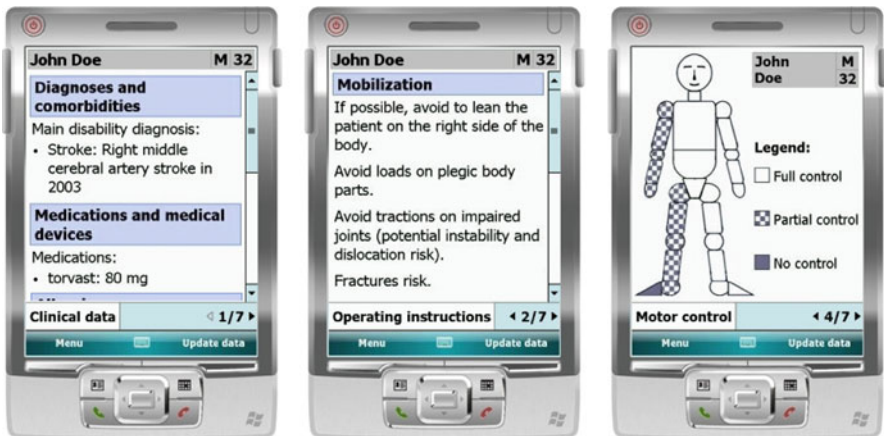 John Doe M 32
Diagnoses and
comorbidities
Main disability diagnosis:
• Stroke: Right middle
cerebral artery stroke in
2003
Medications and medical
devices
Medications:
• torvast: 80 mg
Clinical data 1/7
Menu Update data
John Doe M 32
Mobilization
If possible, avoid to lean the
patient on the right side of the
body.
Avoid loads on plegic body
parts.
Avoid tractions on impaired
joints (potential instability and
dislocation risk).
Fractures risk.
Operating instructions 2/7
Menu Update data
John M
Doe 32
Legend:
Full control
Partial control
No control
Motor control 4/7
Menu Update data